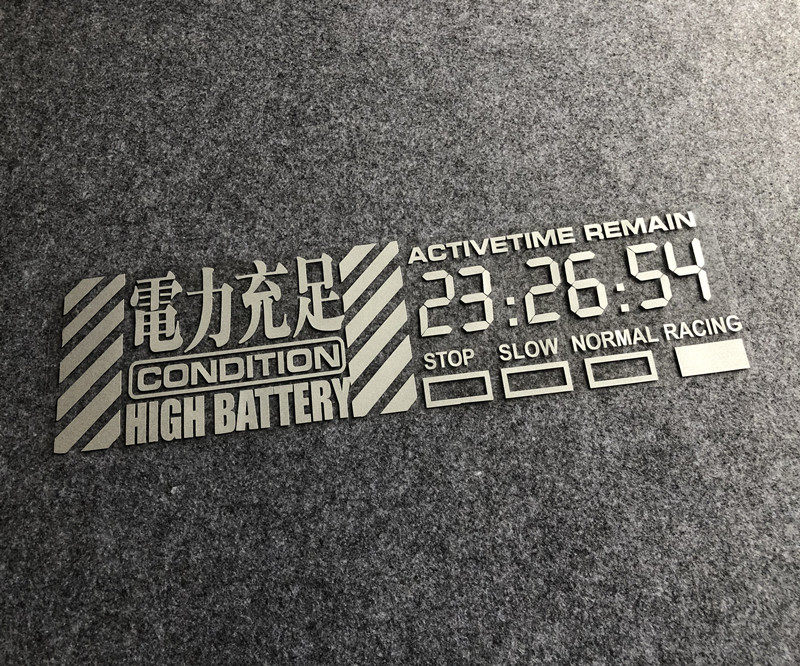 電力充足
CONDITION
HIGH BATTERY
ACTIVETIME REMAIN
23:26:54
STOP SLOW NORMAL RACING